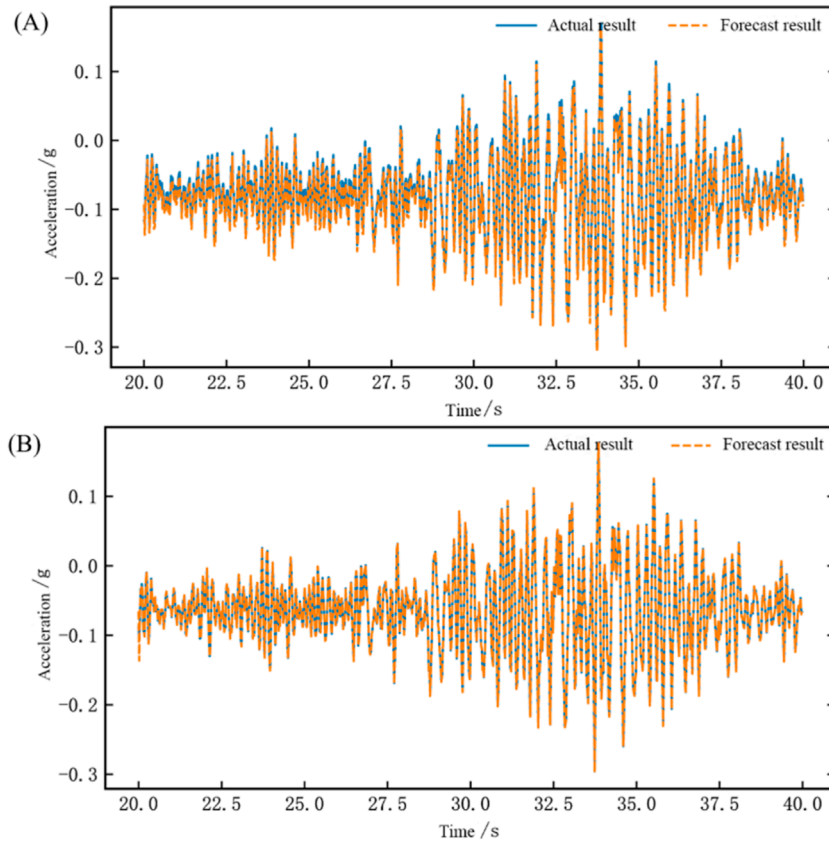 (A)
Actual result
Forecast result
0.1
0.0
−0.1
−0.2
−0.3
Acceleration/g
20.0 22.5 25.0 27.5 30.0 32.5 35.0 37.5 40.0
Time/s
(B)
Actual result
Forecast result
0.1
0.0
−0.1
−0.2
−0.3
Acceleration/g
20.0 22.5 25.0 27.5 30.0 32.5 35.0 37.5 40.0
Time/s